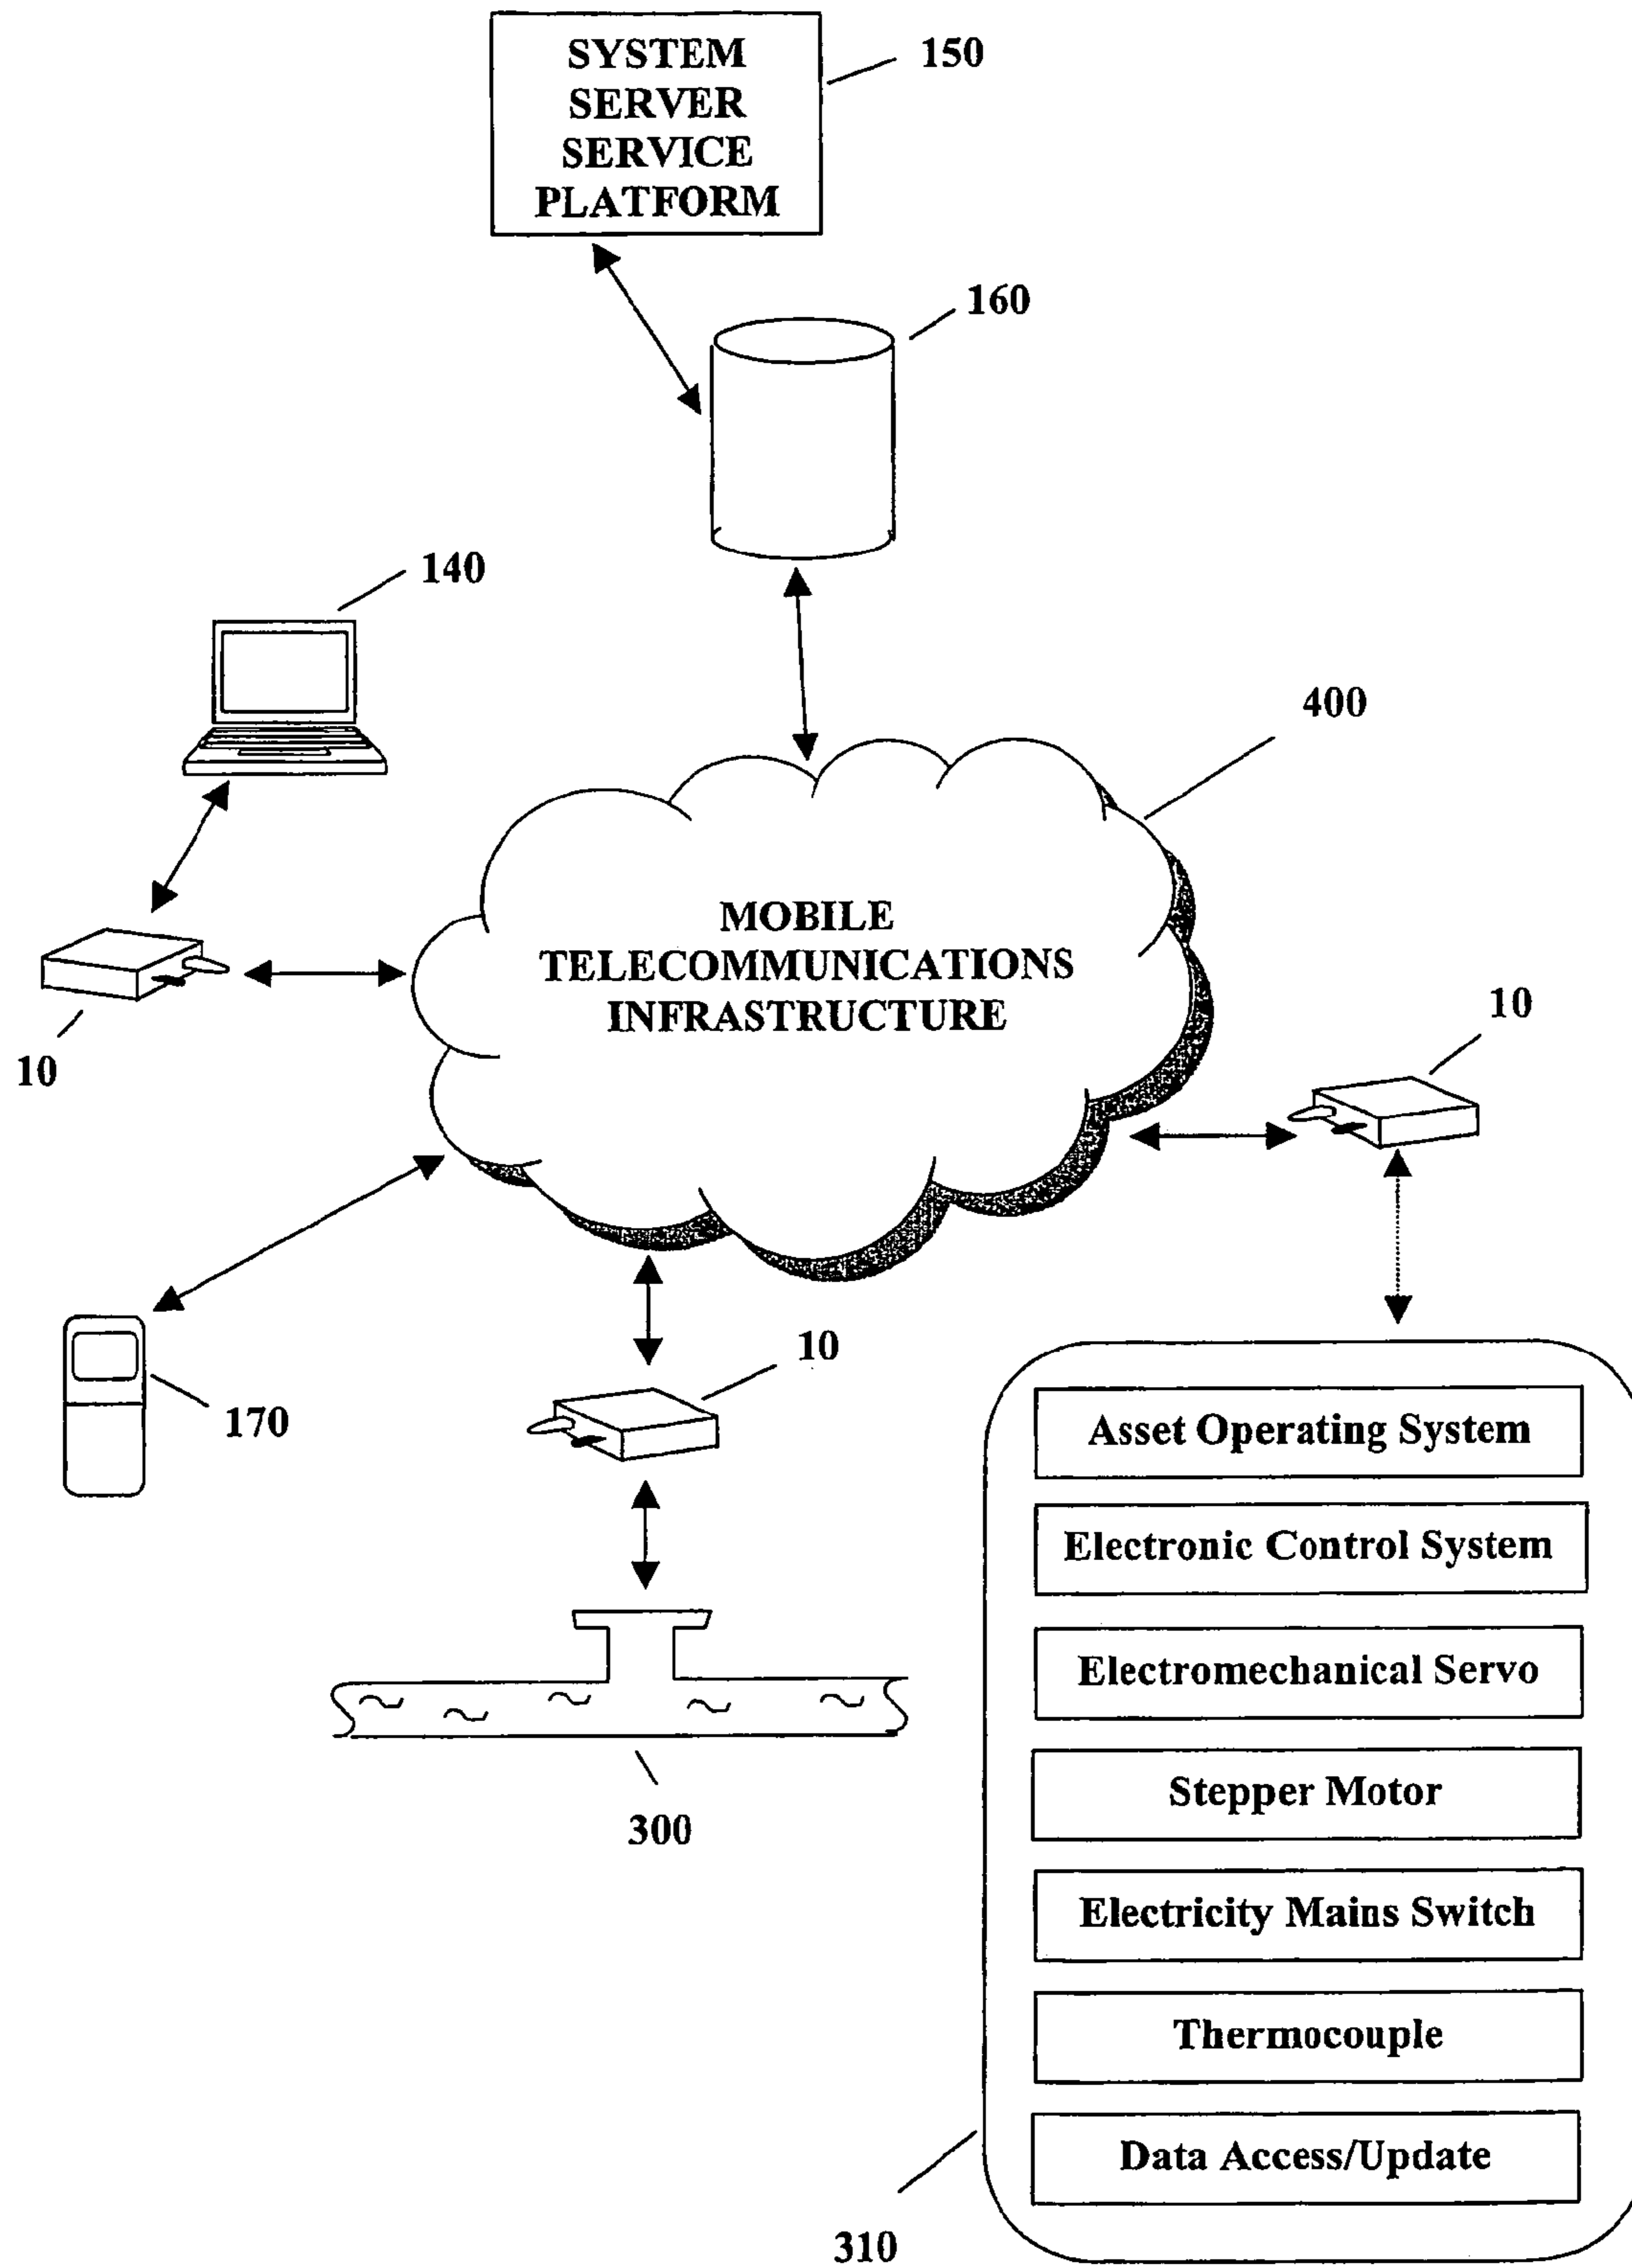 SYSTEM
SERVER
SERVICE
PLATFORM
150
160
140
400
MOBILE
TELECOMMUNICATIONS
INFRASTRUCTURE
10
10
10
170
Asset Operating System
Electronic Control System
Electromechanical Servo
Stepper Motor
300
Electricity Mains Switch
Thermocouple
Data Access/Update
310